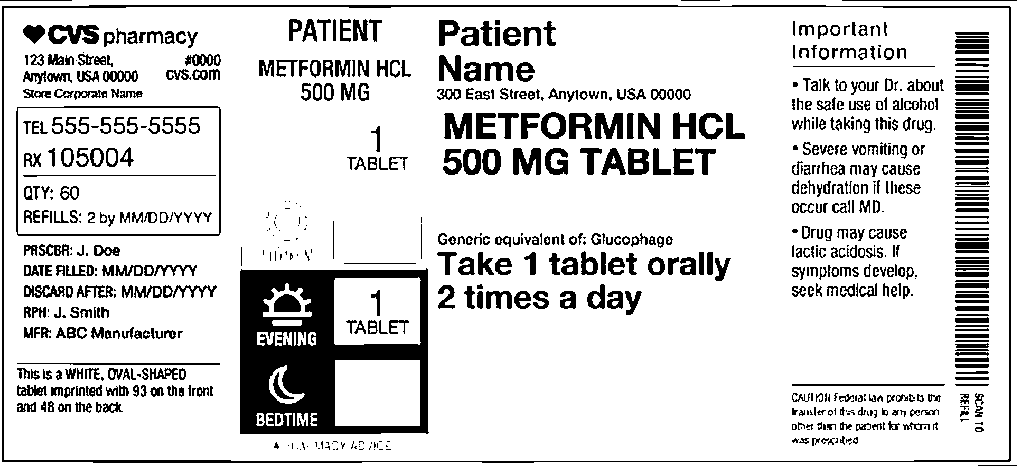 CVS pharmacy
123 Main Street, #0000
Anytown, USA 00000 cvs.com
Store Corporate Name
TEL 555-555-5555
RX 105004
QTY: 60
REFILLS: 2 by MM/DD/YYYY
PRSCBR: J. Doe
DATE FILLED: MM/DD/YYYY
DISCARD AFTER: MM/DD/YYYY
RPH: J. Smith
MFR: ABC Manufacturer
This is a WHITE, OVAL-SHAPED
tablet imprinted with 93 on the front
and 48 on the back.
PATIENT
METFORMIN HCL
500 MG
1
TABLET
EVENING
1
TABLET
BEDTIME
Patient
Name
300 East Street, Anytown, USA 00000
METFORMIN HCL
500 MG TABLET
Generic equivalent of: Glucophage
Take 1 tablet orally
2 times a day
Important
Information
• Talk to your Dr. about
the safe use of alcohol
while taking this drug.
• Severe vomiting or
diarrhea may cause
dehydration if these
occur call MD.
• Drug may cause
lactic acidosis. If
symptoms develop,
seek medical help.
CAUTION Federal law prohibits the
transfer of this drug to any person
other than the patient for whom it
was prescribed
SCAN TO
REFILL